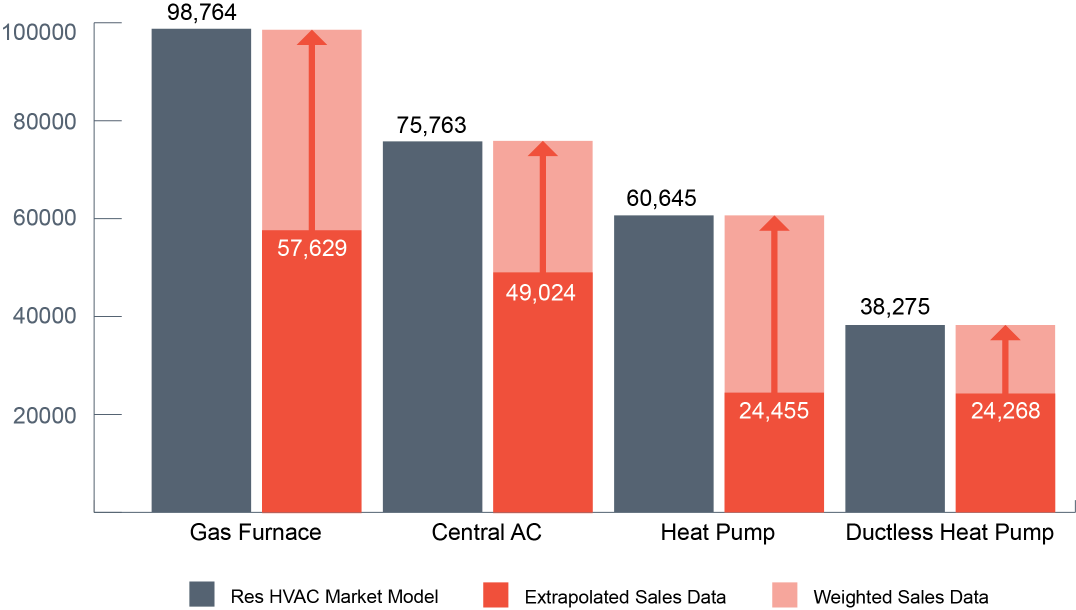 98,764
100000
75,763
80000
60,645
60000
57,629
49,024
38,275
40000
24,455
24,268
20000
Gas Furnace
Central AC
Heat Pump
Ductless Heat Pump
Res HVAC Market Model
Extrapolated Sales Data
Weighted Sales Data